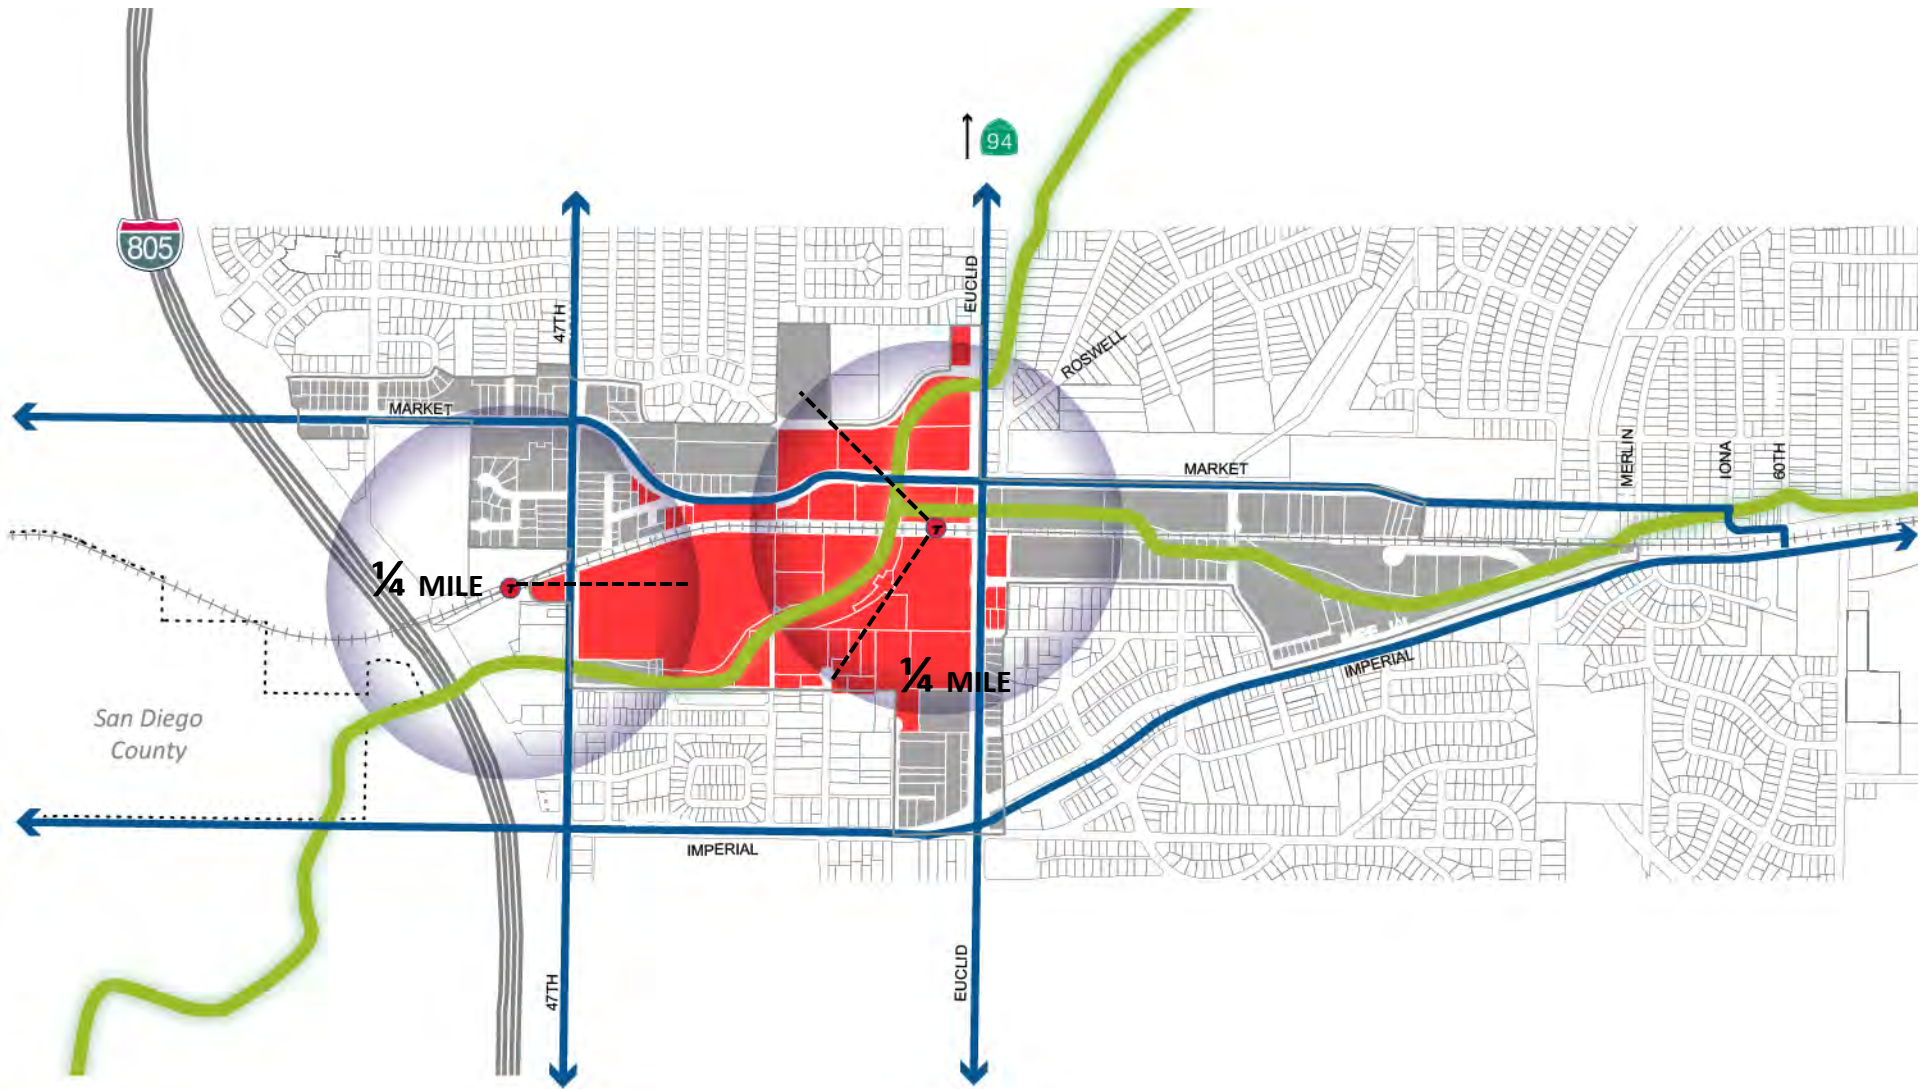 94
805
EUCLID
47TH
ROSWELL
MARKET
MARKET
MERLIN
IONA
60TH
T
¼ MILE
T
¼ MILE
IMPERIAL
San Diego
County
IMPERIAL
47TH
EUCLID